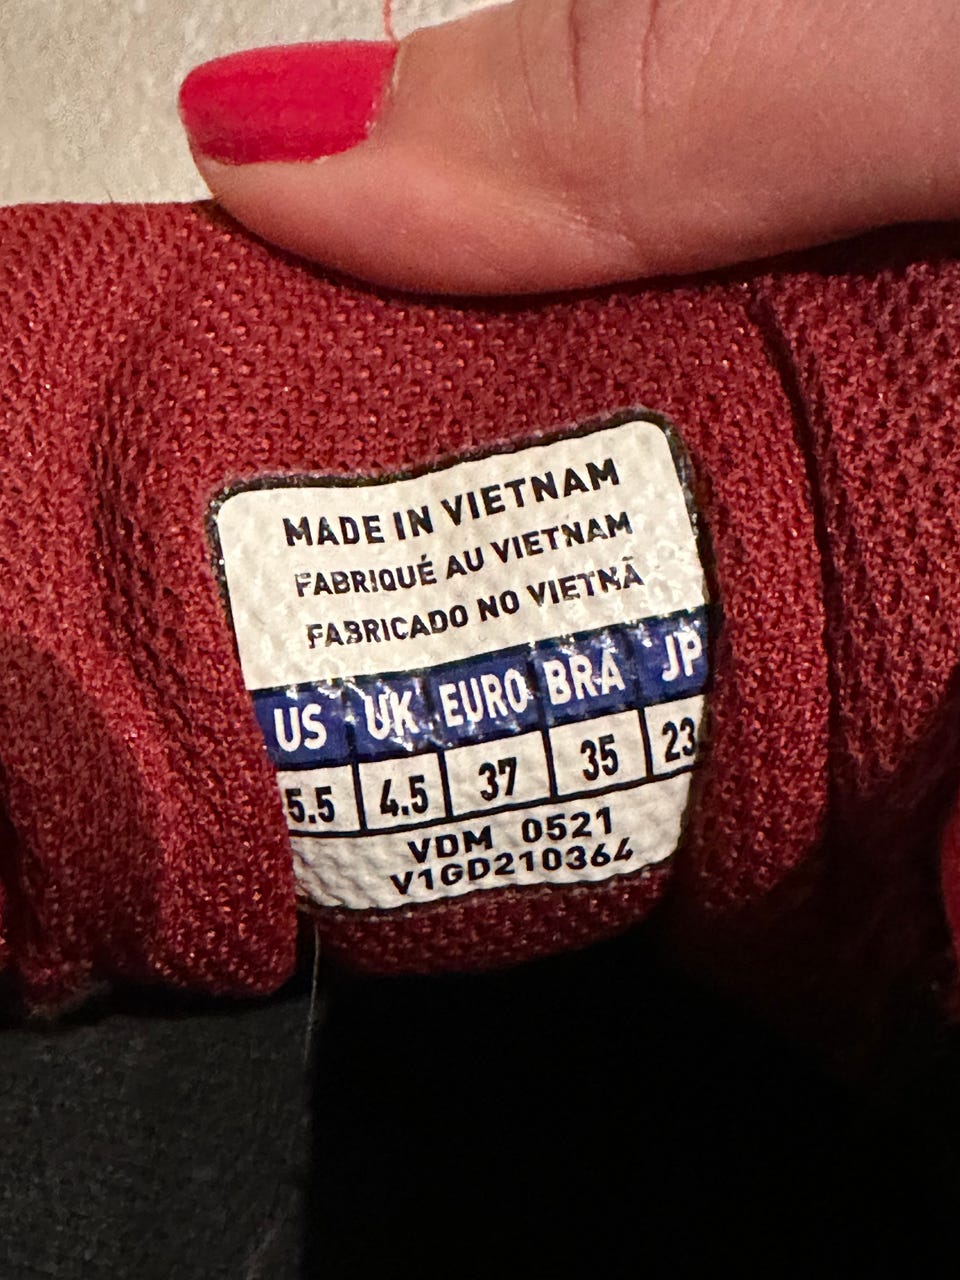 MADE IN VIETNAM
FABRIQUÉ AU VIETNAM
FABRICADO NO VIETNÃ
US UK EURO BRA JP
5.5 4.5 37 35 23
VDM 0521
V1GD210364